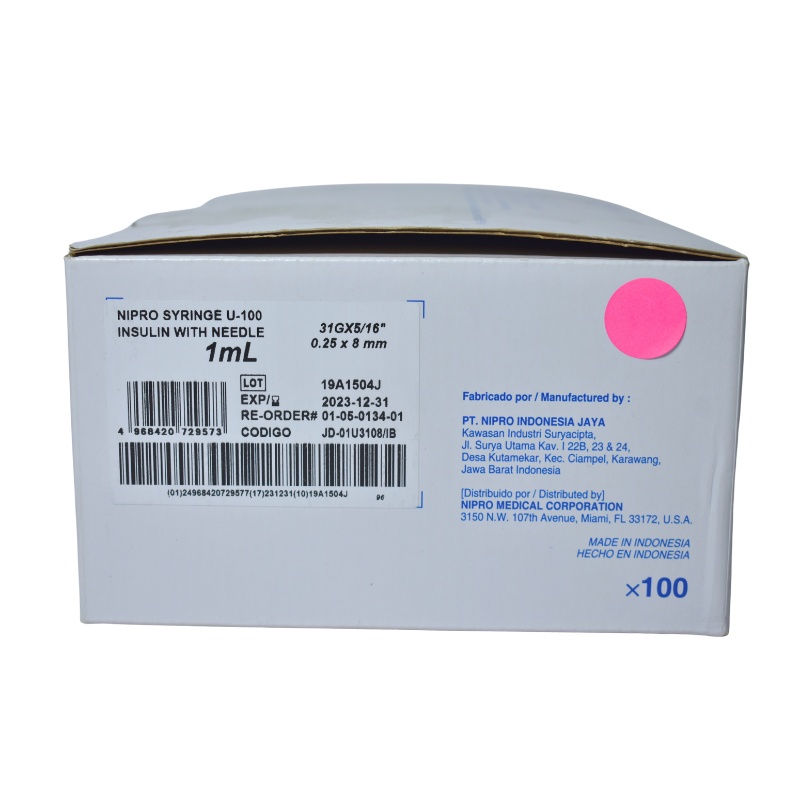 NIPRO SYRINGE U-100
INSULIN WITH NEEDLE
1mL
31GX5/16"
0.25 x 8 mm
LOT 19A1504J
EXP/ 2023-12-31
RE-ORDER# 01-05-0134-01
CODIGO JD-01U3108/IB
4 968420 729573
(01)24968420729577(17)231231(10)19A1504J
96
Fabricado por / Manufactured by :
PT. NIPRO INDONESIA JAYA
Kawasan Industri Suryacipta,
Jl. Surya Utama Kav. I 22B, 23 & 24,
Desa Kutamekar, Kec. Ciampel, Karawang,
Jawa Barat Indonesia
[Distribuido por / Distributed by]
NIPRO MEDICAL CORPORATION
3150 N.W. 107th Avenue, Miami, FL 33172, U.S.A.
MADE IN INDONESIA
HECHO EN INDONESIA
×100